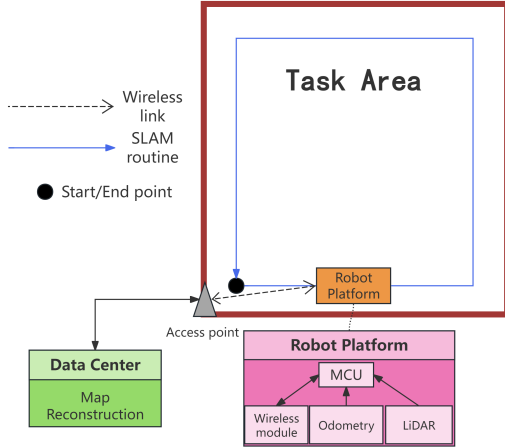 Task Area
Wireless
link
SLAM
routine
Start/End point
Robot
Platform
Access point
Data Center
Map
Reconstruction
Robot Platform
MCU
Wireless
module
Odometry
LiDAR